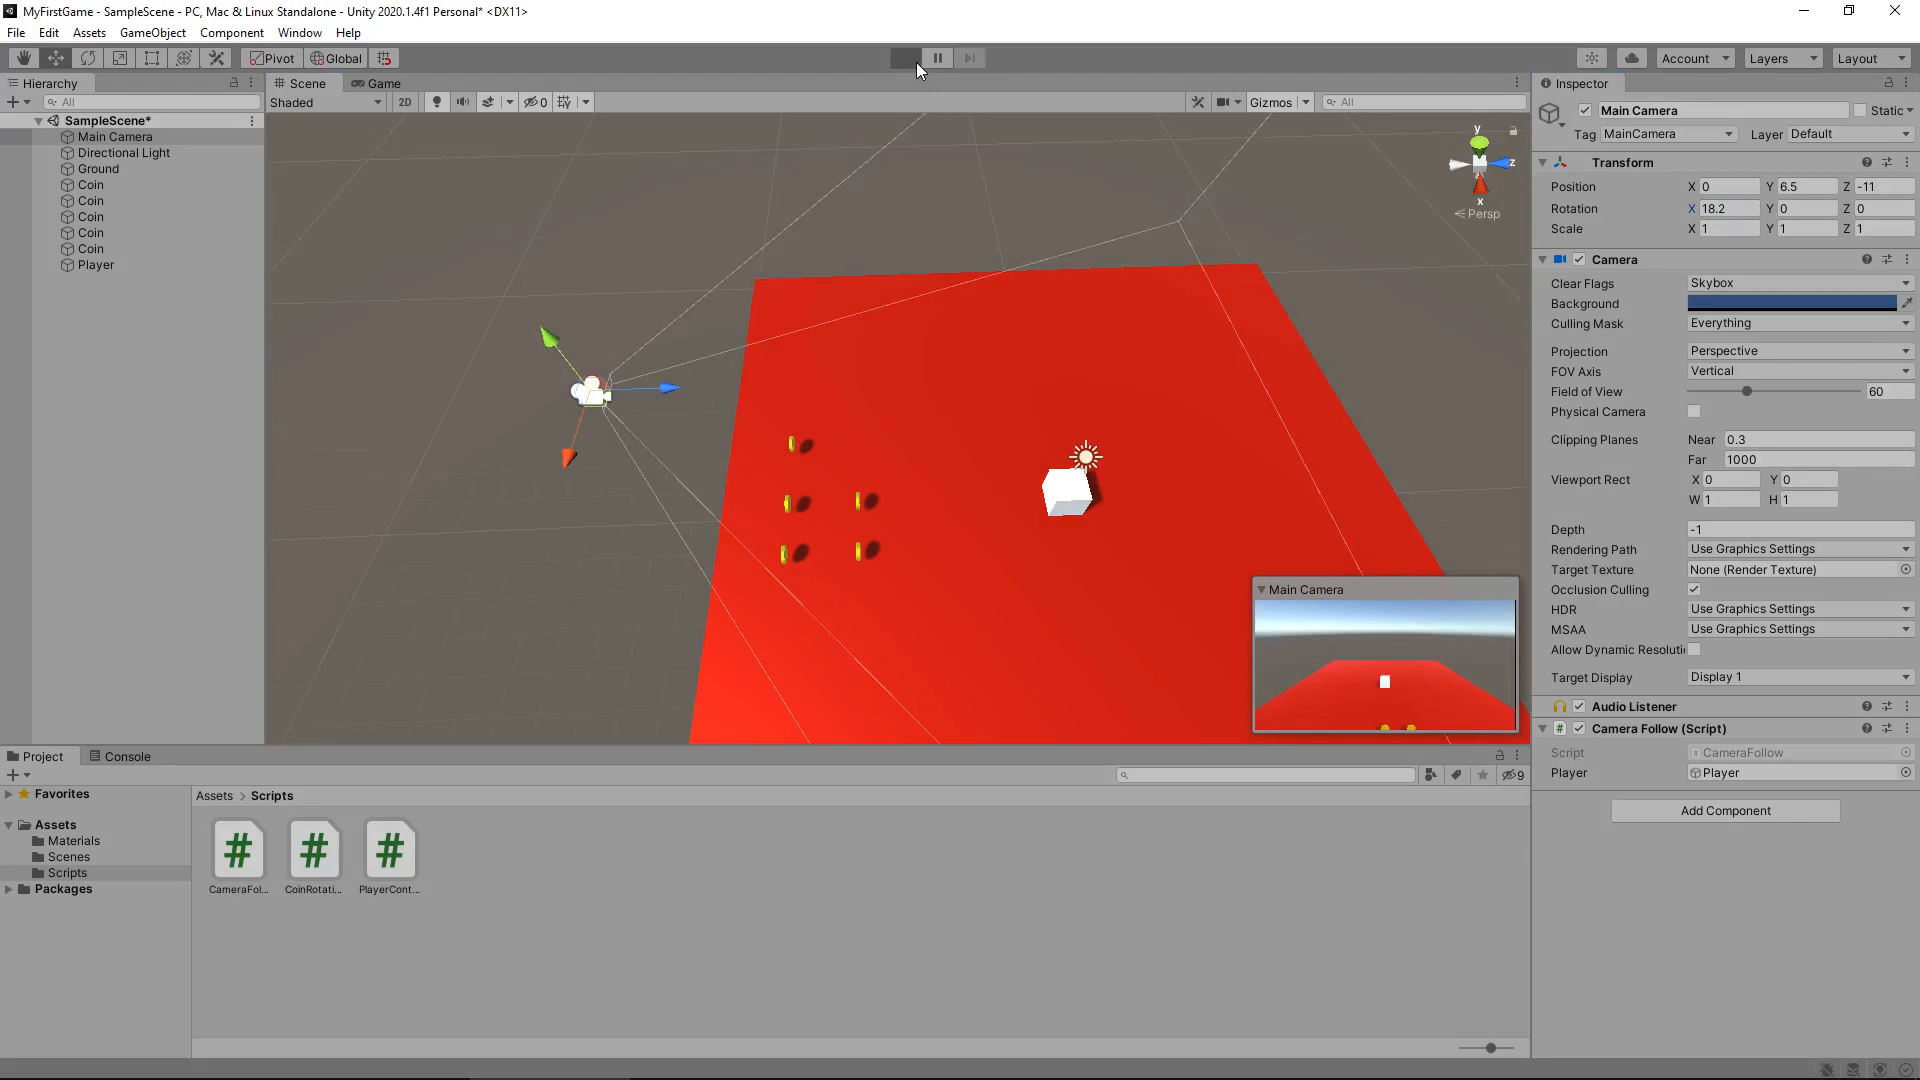 MyFirstGame - SampleScene - PC, Mac & Linux Standalone - Unity 2020.1.4f1 Personal* <DX11>
File Edit Assets GameObject Component Window Help
Pivot Global Account Layers Layout
Hierarchy
All
SampleScene*
Main Camera
Directional Light
Ground
Coin
Coin
Coin
Coin
Coin
Player
Scene Game
Shaded 2D 0 Gizmos All
y
z
x
Persp
Main Camera
Inspector
Main Camera Static
Tag MainCamera Layer Default
Transform
Position X 0 Y 6.5 Z -11
Rotation X 18.2 Y 0 Z 0
Scale X 1 Y 1 Z 1
Camera
Clear Flags Skybox
Background
Culling Mask Everything
Projection Perspective
FOV Axis Vertical
Field of View 60
Physical Camera
Clipping Planes Near 0.3
Far 1000
Viewport Rect X 0 Y 0
W 1 H 1
Depth -1
Rendering Path Use Graphics Settings
Target Texture None (Render Texture)
Occlusion Culling
HDR Use Graphics Settings
MSAA Use Graphics Settings
Allow Dynamic Resoluti
Target Display Display 1
Audio Listener
Camera Follow (Script)
Script CameraFollow
Player Player
Add Component
Project Console
9
Favorites
Assets
Materials
Scenes
Scripts
Packages
Assets > Scripts
# # #
CameraFol... CoinRotati... PlayerCont...